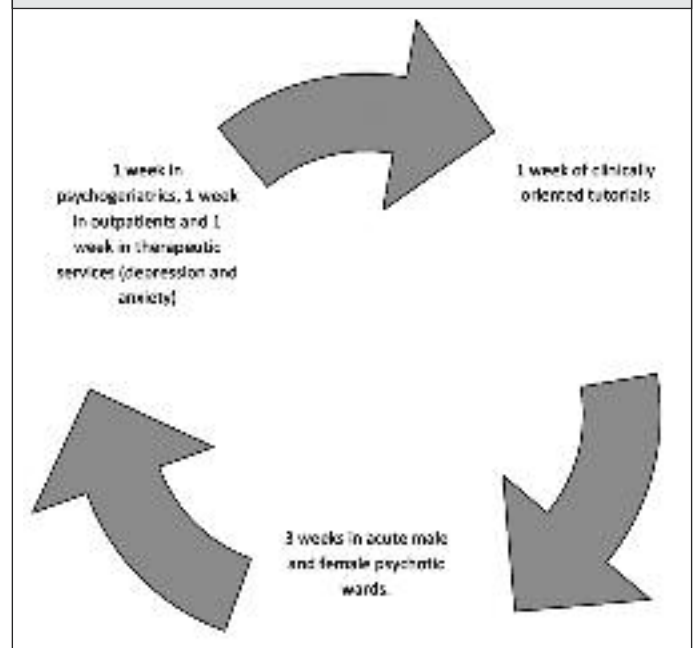 1 week in
psychogeriatrics, 1 week
in outpatients and 1
week in therapeutic
services (depression and
anxiety)
1 week of clinically
oriented tutorials
3 weeks in acute male
and female psychotic
wards.